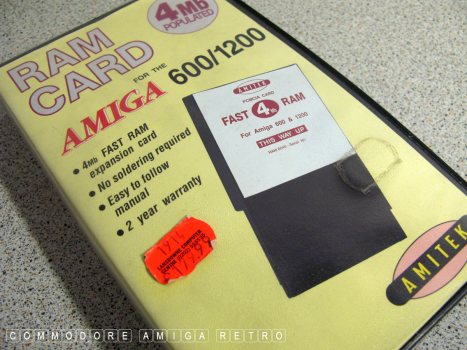 4Mb
POPULATED
RAM
CARD
FOR THE
AMIGA 600/1200
• 4Mb FAST RAM
expansion card
• No soldering required
• Easy to follow
manual
• 2 year warranty
AMITEK
PCMCIA CARD
FAST 4Mb RAM
For Amiga 600 & 1200
THIS WAY UP
AMITEK
COMMODORE AMIGA RETRO